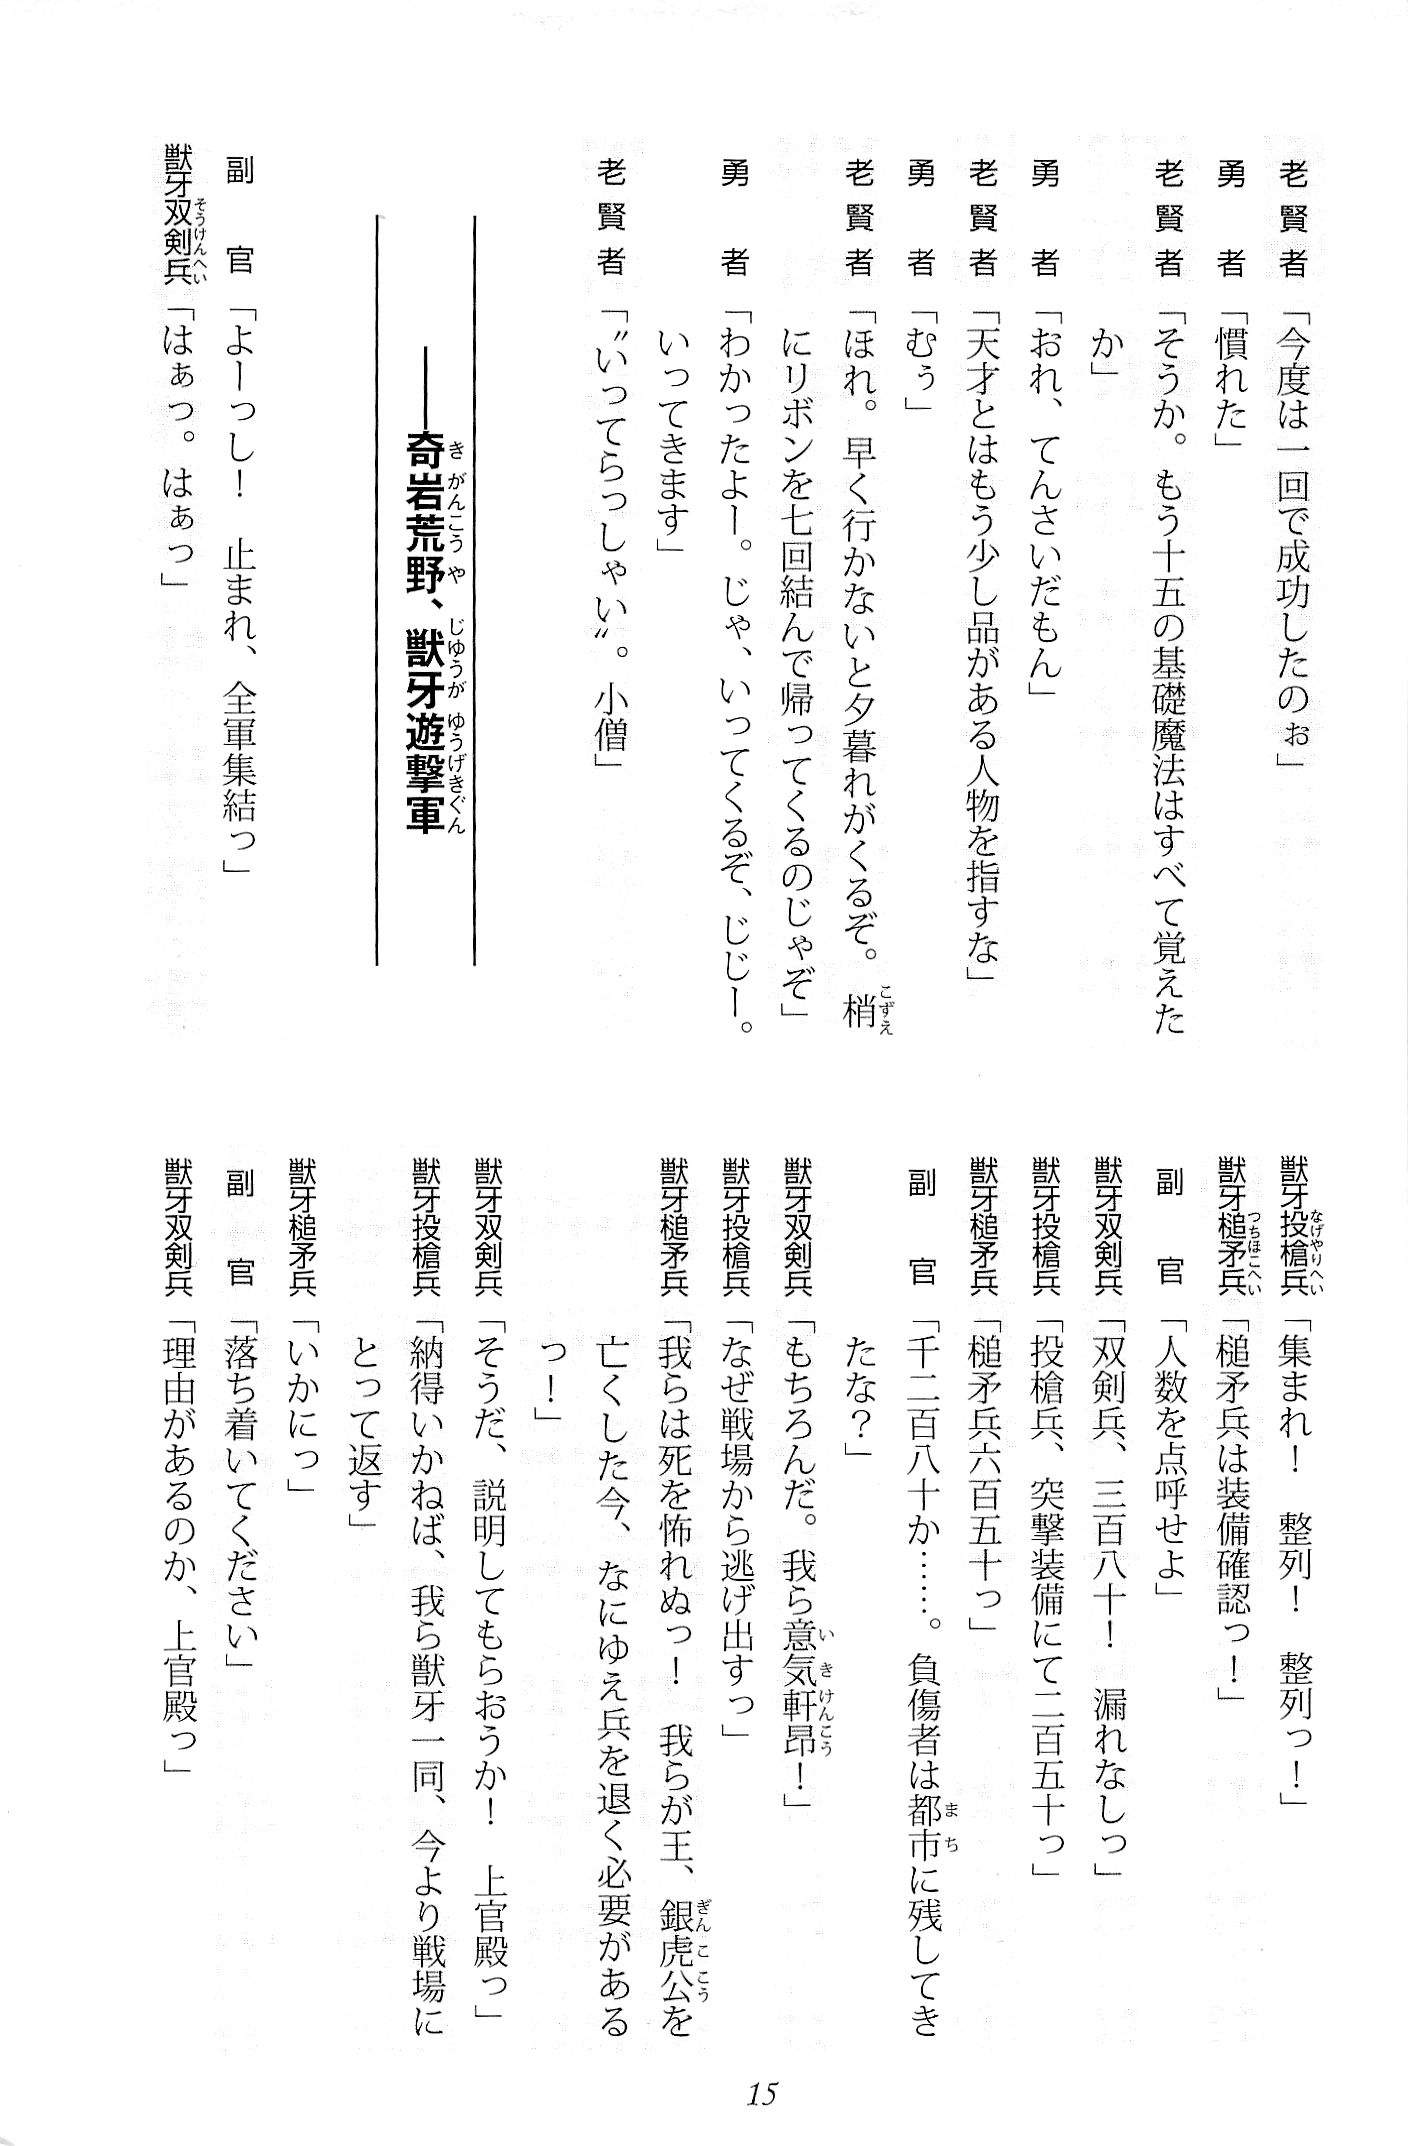 老賢者「今度は一回で成功したのぉ」
勇者「慣れた」
老賢者「そうか。もう十五の基礎魔法はすべて覚えた
か」
勇者「おれ、てんさいだもん」
老賢者「天才とはもう少し品がある人物を指すな」
勇者「むぅ」
老賢者「ほれ。早く行かないと夕暮れがくるぞ。梢
にリボンを七回結んで帰ってくるのじゃぞ」
勇者「わかったよー。じゃ、いってくるぞ、じじー。
いってきます」
老賢者「〝いってらっしゃい〟。小僧」
――奇岩荒野、獣牙遊撃軍
副官「よーっし！　止まれ、全軍集結っ」
獣牙双剣兵「はぁっ。はぁっ」
獣牙投槍兵「集まれ！　整列！　整列っ！」
獣牙槌矛兵「槌矛兵は装備確認っ！」
副官「人数を点呼せよ」
獣牙双剣兵「双剣兵、三百八十！　漏れなしっ」
獣牙投槍兵「投槍兵、突撃装備にて二百五十っ」
獣牙槌矛兵「槌矛兵六百五十っ」
副官「千二百八十か……。負傷者は都市に残してき
たな？」
獣牙双剣兵「もちろんだ。我ら意気軒昂！」
獣牙投槍兵「なぜ戦場から逃げ出すっ」
獣牙槌矛兵「我らは死を怖れぬっ！　我らが王、銀虎公を
亡くした今、なにゆえ兵を退く必要がある
っ！」
獣牙双剣兵「そうだ、説明してもらおうか！　上官殿っ」
獣牙投槍兵「納得いかねば、我ら獣牙一同、今より戦場に
とって返す」
獣牙槌矛兵「いかにっ」
副官「落ち着いてください」
獣牙双剣兵「理由があるのか、上官殿っ」
15